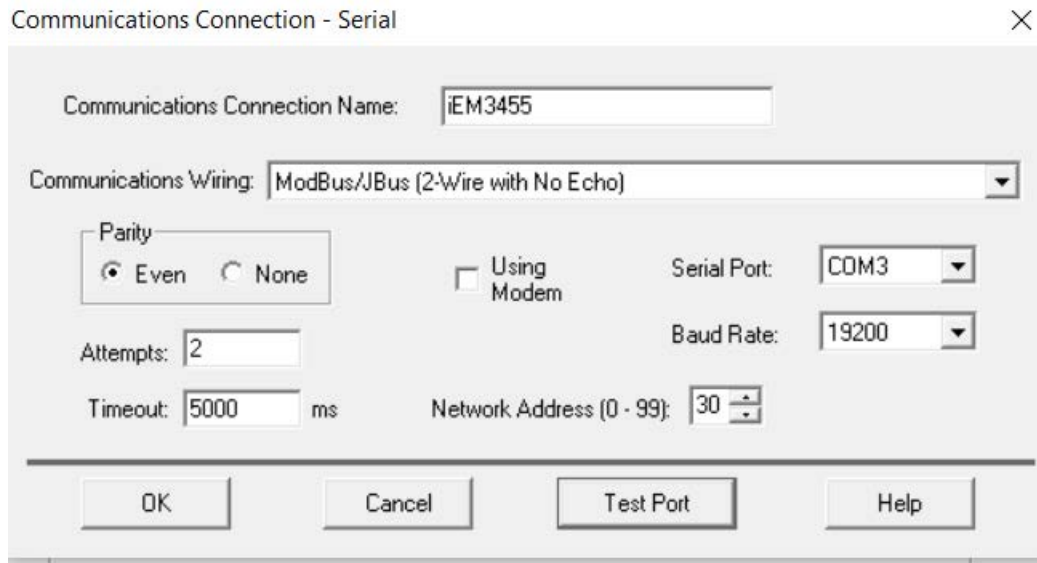 Communications Connection - Serial
Communications Connection Name: iEM3455
Communications Wiring: ModBus/JBus (2-Wire with No Echo)
Parity
Even None
Using
Modem
Serial Port: COM3
Baud Rate: 19200
Attempts: 2
Timeout: 5000 ms
Network Address (0 - 99): 30
OK Cancel Test Port Help